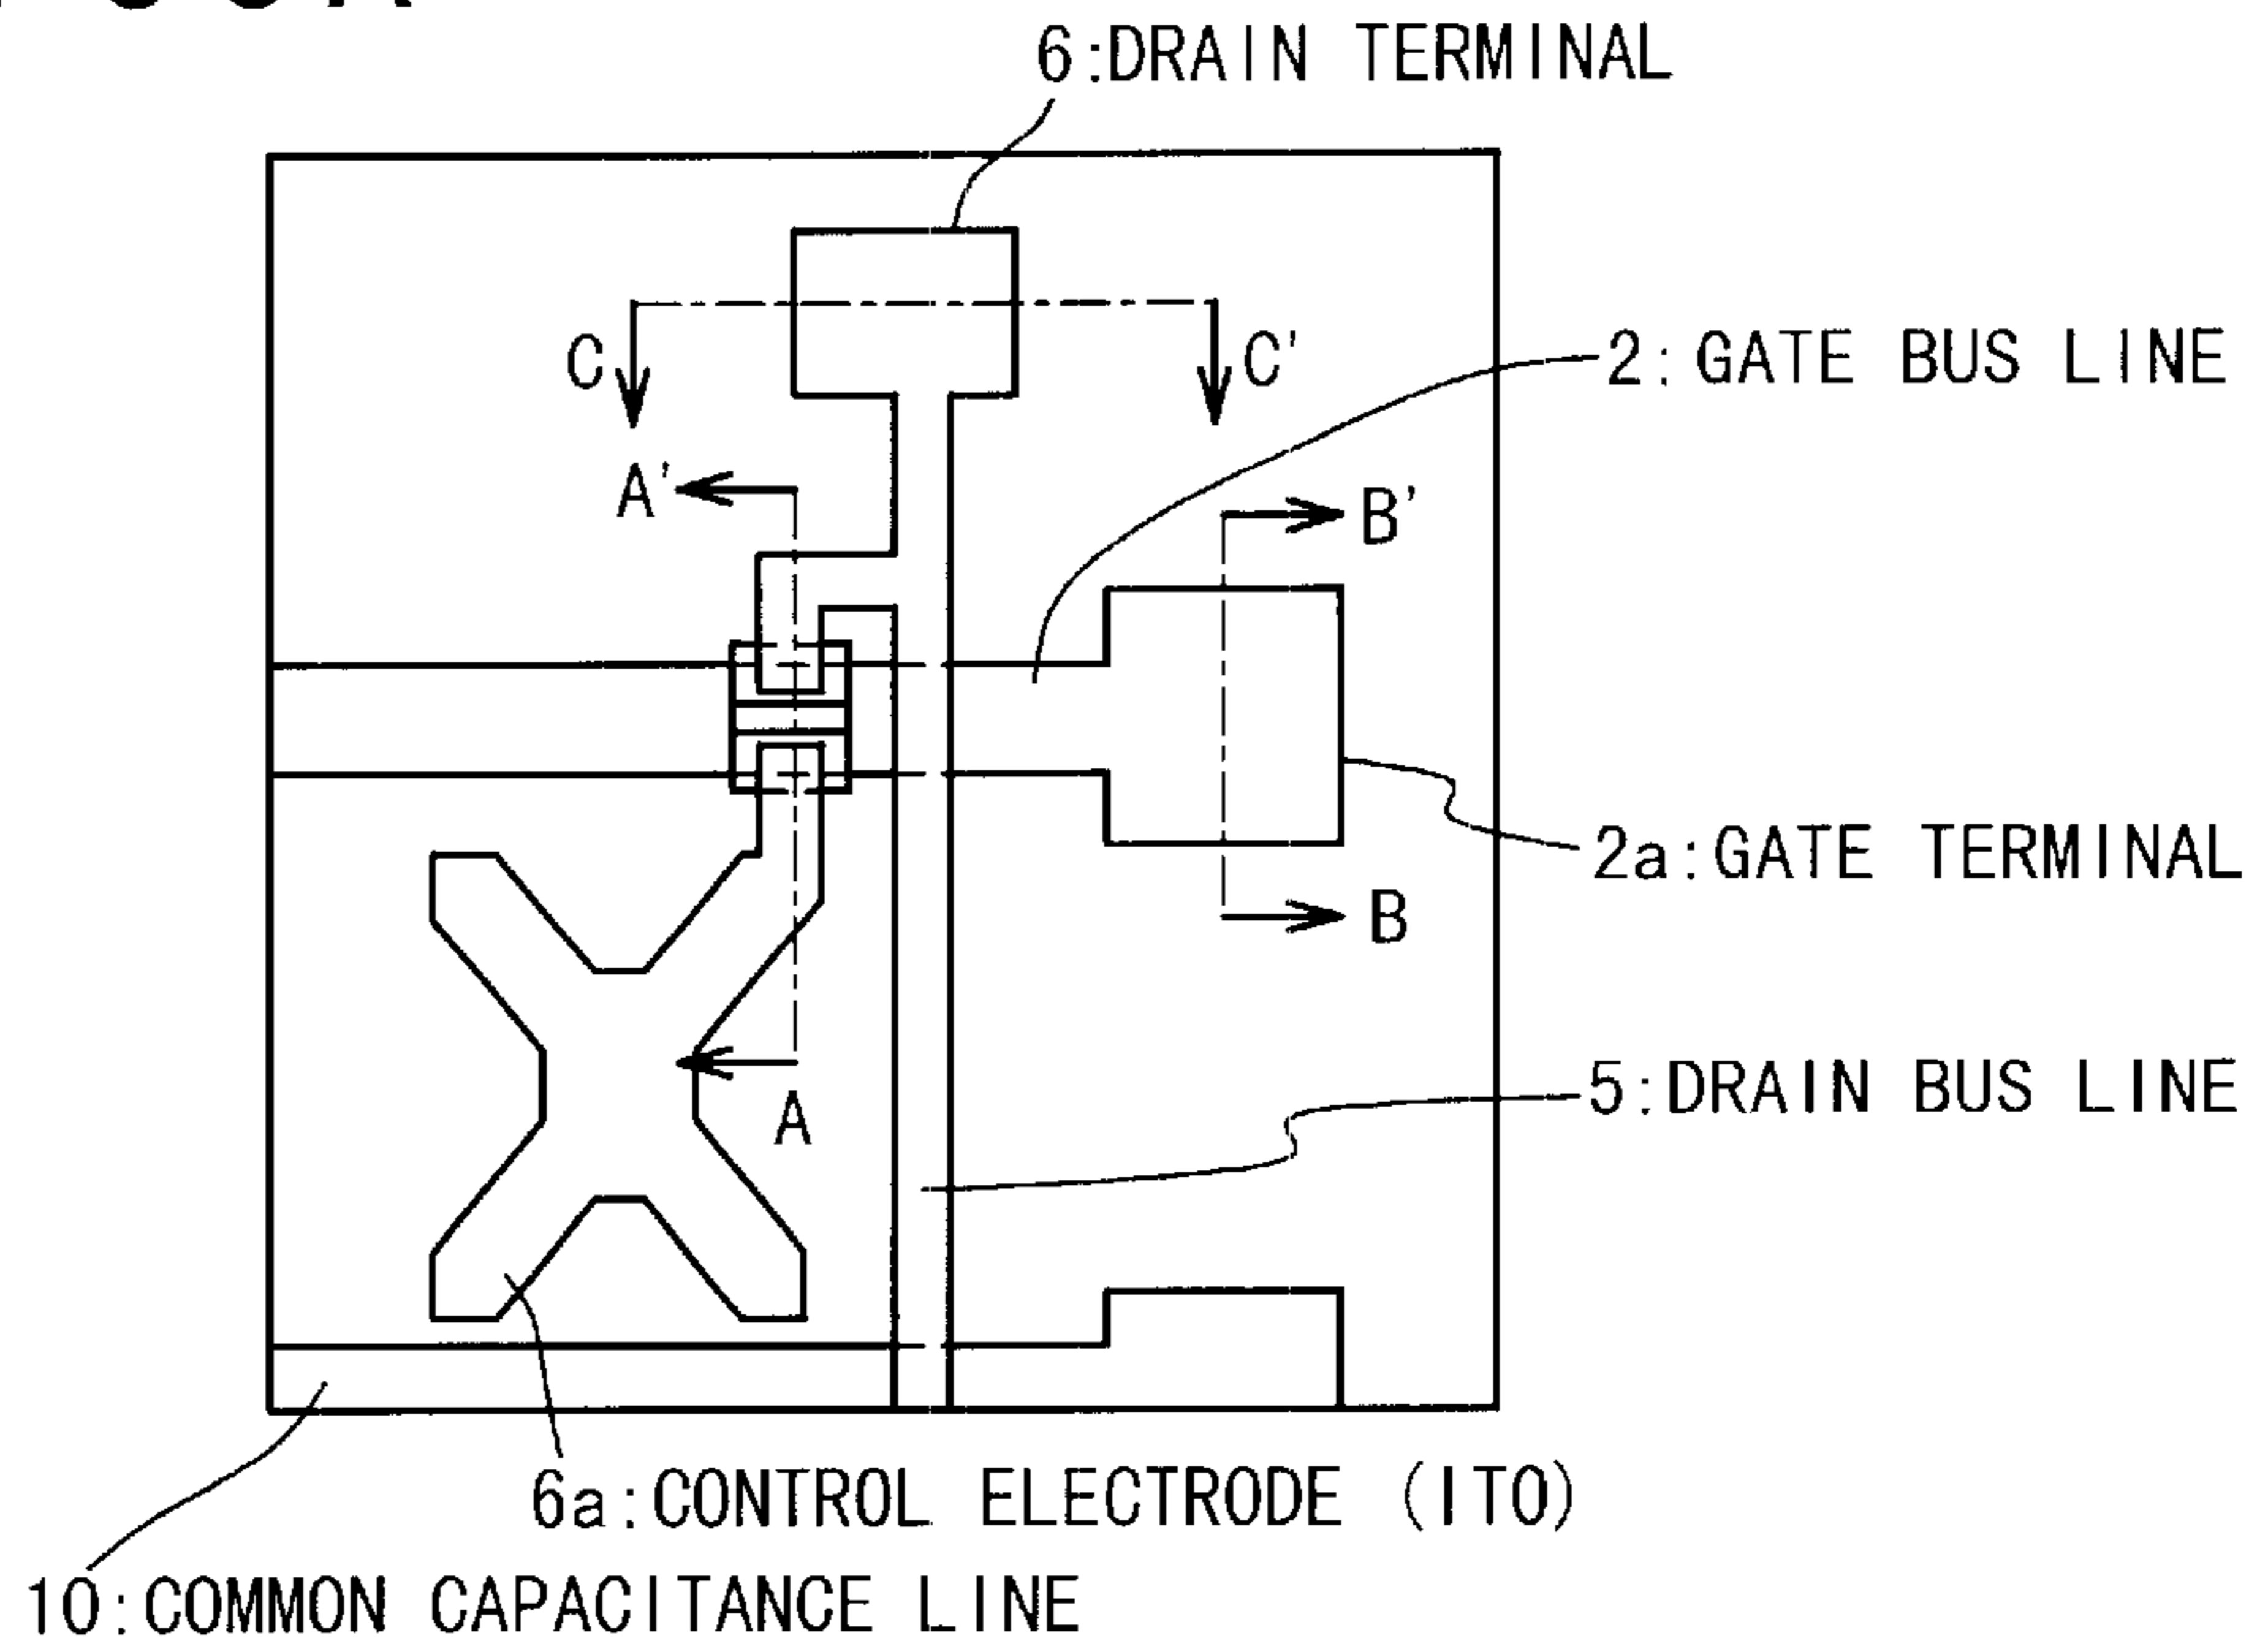 6:DRAIN TERMINAL
C
C'
2:GATE BUS LINE
A'
B'
2a:GATE TERMINAL
B
5:DRAIN BUS LINE
A
6a:CONTROL ELECTRODE (ITO)
10:COMMON CAPACITANCE LINE